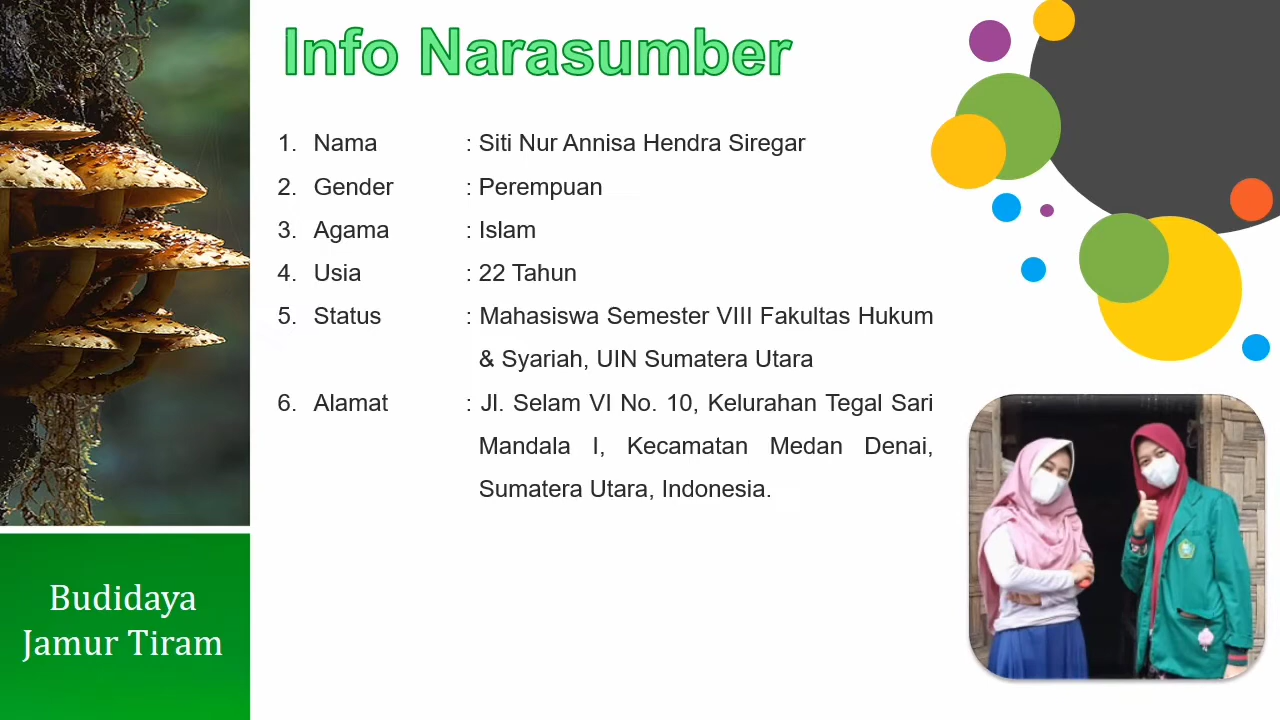 Info Narasumber
1. Nama : Siti Nur Annisa Hendra Siregar
2. Gender : Perempuan
3. Agama : Islam
4. Usia : 22 Tahun
5. Status : Mahasiswa Semester VIII Fakultas Hukum
& Syariah, UIN Sumatera Utara
6. Alamat : Jl. Selam VI No. 10, Kelurahan Tegal Sari
Mandala I, Kecamatan Medan Denai,
Sumatera Utara, Indonesia.
Budidaya
Jamur Tiram